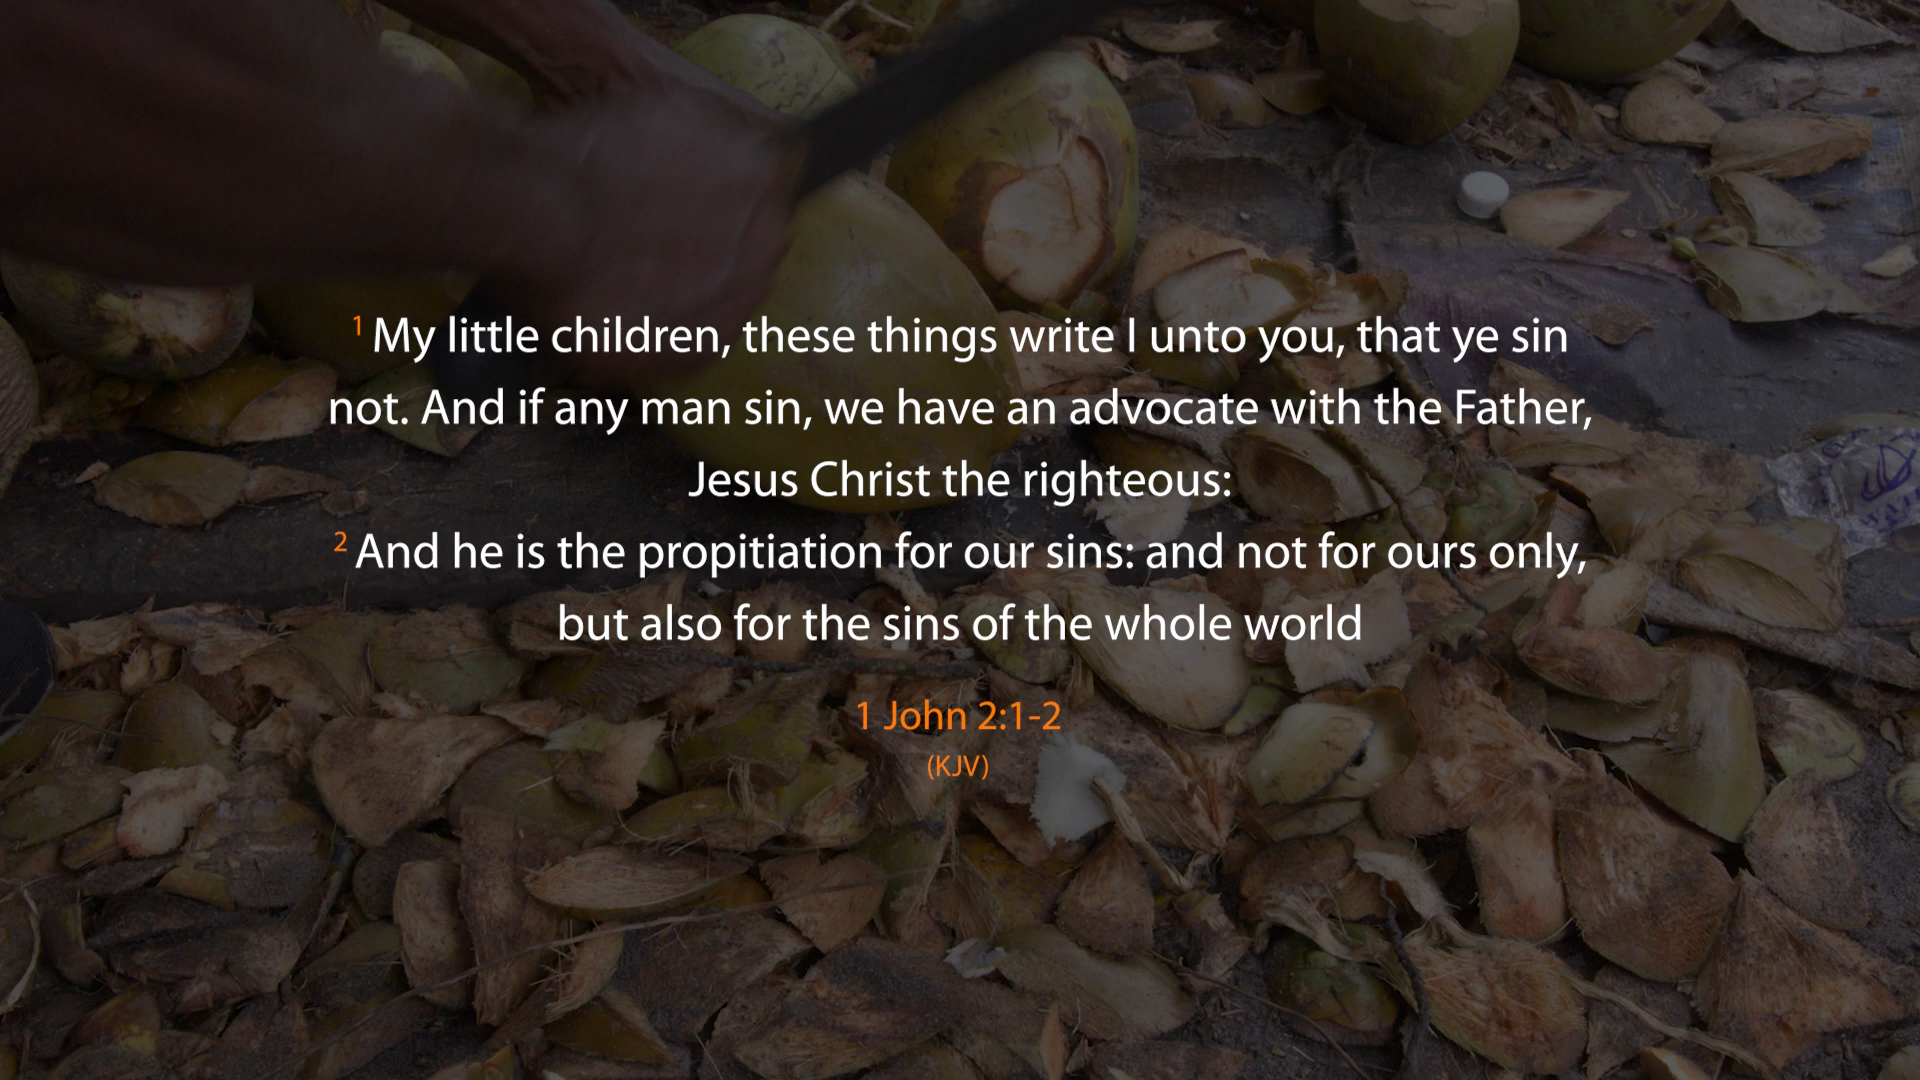 1 My little children, these things write I unto you, that ye sin
not. And if any man sin, we have an advocate with the Father,
Jesus Christ the righteous:
2 And he is the propitiation for our sins: and not for ours only,
but also for the sins of the whole world
1 John 2:1-2
(KJV)